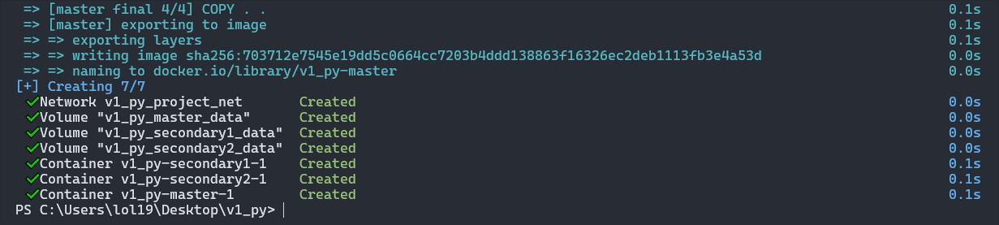 => [master final 4/4] COPY . . 0.1s
=> [master] exporting to image 0.1s
=> => exporting layers 0.1s
=> => writing image sha256:703712e7545e19dd5c0664cc7203b4ddd138863f16326ec2deb1113fb3e4a53d 0.0s
=> => naming to docker.io/library/v1_py-master 0.0s
[+] Creating 7/7
✔Network v1_py_project_net Created 0.0s
✔Volume "v1_py_master_data" Created 0.0s
✔Volume "v1_py_secondary1_data" Created 0.0s
✔Volume "v1_py_secondary2_data" Created 0.0s
✔Container v1_py-secondary1-1 Created 0.1s
✔Container v1_py-secondary2-1 Created 0.1s
✔Container v1_py-master-1 Created 0.1s
PS C:\Users\lol19\Desktop\v1_py>